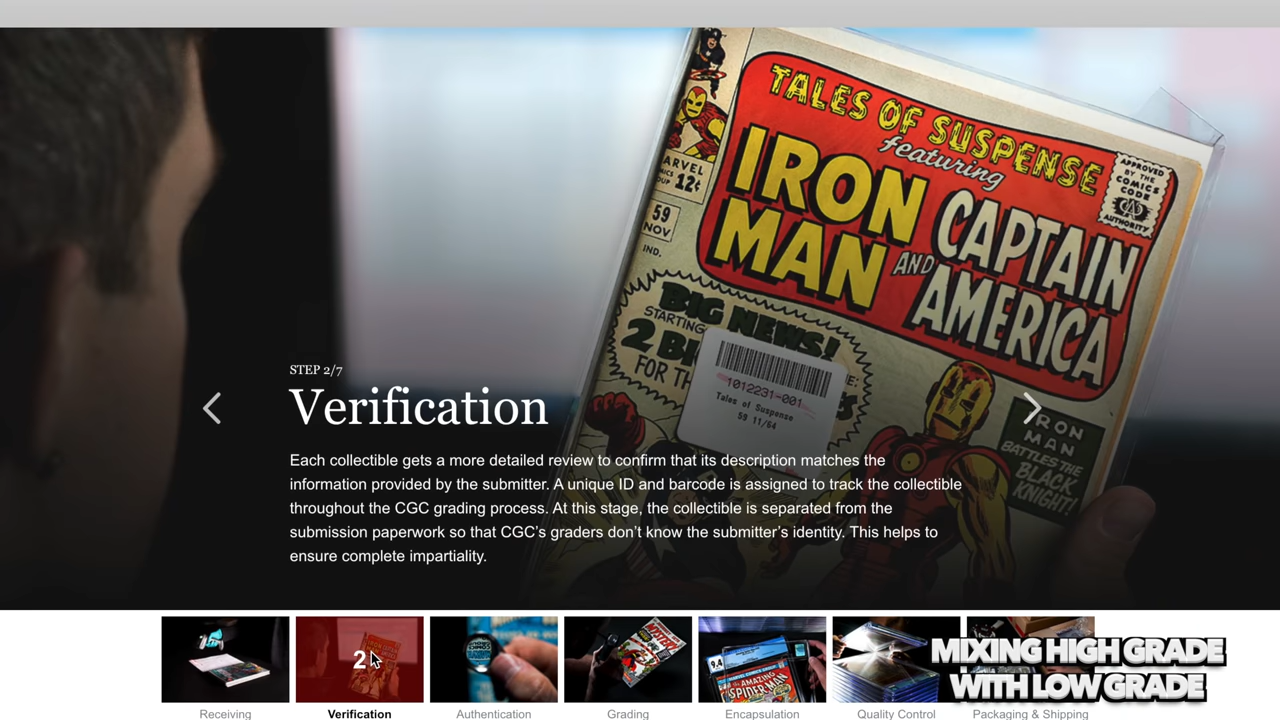 TALES OF SUSPENSE
featuring
IRON
MAN
AND
CAPTAIN
AMERICA
APPROVED
BY THE
COMICS
CODE
AUTHORITY
12¢
59
NOV
IND.
BIG NEWS!
STARTING
2 BI
FOR TH
1012231-001
Tales of Suspense
59 11/64
IRON
MAN
BATTLES THE
BLACK
KNIGHT!
STEP 2/7
Verification
Each collectible gets a more detailed review to confirm that its description matches the
information provided by the submitter. A unique ID and barcode is assigned to track the collectible
throughout the CGC grading process. At this stage, the collectible is separated from the
submission paperwork so that CGC's graders don't know the submitter's identity. This helps to
ensure complete impartiality.
2
9.4
SPIDER-MAN
MIXING HIGH GRADE
WITH LOW GRADE
Receiving
Verification
Authentication
Grading
Encapsulation
Quality Control
Packaging & Shipping